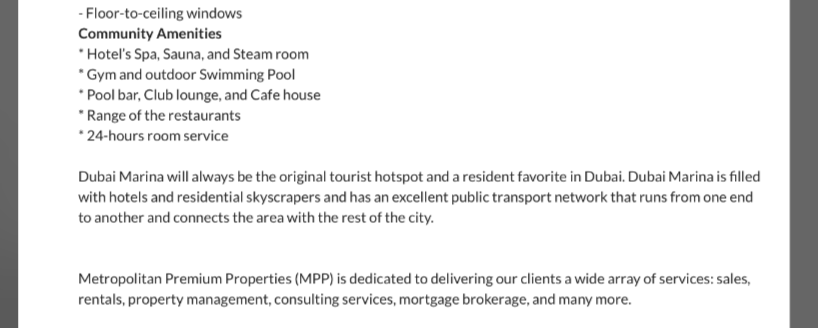 - Floor-to-ceiling windows
Community Amenities
* Hotel's Spa, Sauna, and Steam room
* Gym and outdoor Swimming Pool
* Pool bar, Club lounge, and Cafe house
* Range of the restaurants
* 24-hours room service
Dubai Marina will always be the original tourist hotspot and a resident favorite in Dubai. Dubai Marina is filled
with hotels and residential skyscrapers and has an excellent public transport network that runs from one end
to another and connects the area with the rest of the city.
Metropolitan Premium Properties (MPP) is dedicated to delivering our clients a wide array of services: sales,
rentals, property management, consulting services, mortgage brokerage, and many more.